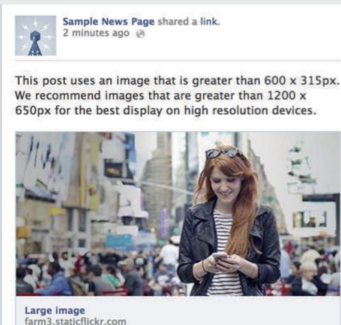 Sample News Page shared a link.
2 minutes ago
This post uses an image that is greater than 600 x 315px.
We recommend images that are greater than 1200 x
650px for the best display on high resolution devices.
Large image
farm3.staticflickr.com